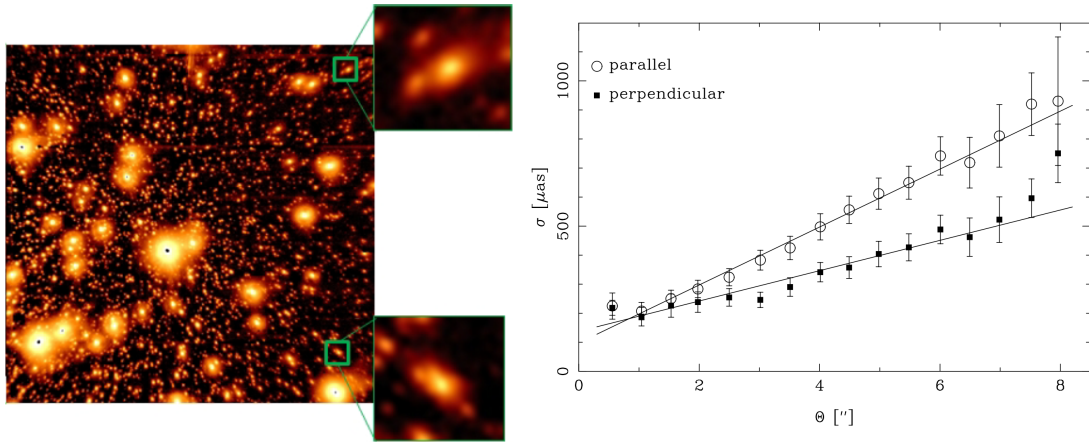 parallel
perpendicular
σ [μas]
0
500
1000
0
2
4
6
8
Θ ["]